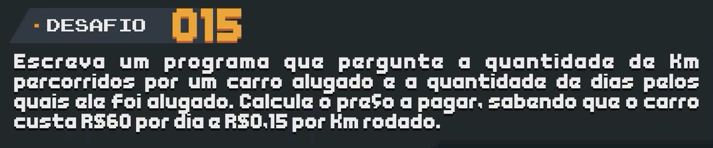 DESAFIO 015
Escreva um programa que pergunte a quantidade de Km
percorridos por um carro alugado e a quantidade de dias pelos
quais ele foi alugado. Calcule o preço a pagar, sabendo que o carro
custa R$60 por dia e R$0,15 por Km rodado.